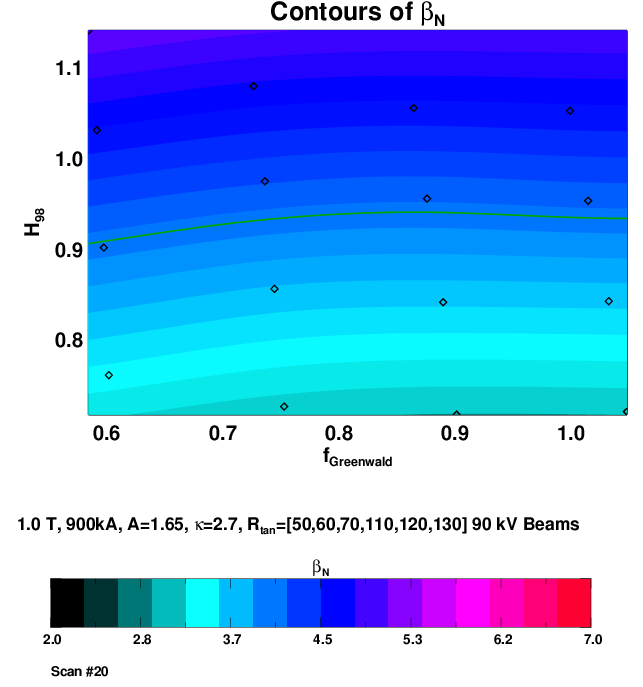 Contours of βN
1.1
1.0
0.9
0.8
H98
0.6 0.7 0.8 0.9 1.0
fGreenwald
1.0 T, 900kA, A=1.65, κ=2.7, Rtan=[50,60,70,110,120,130] 90 kV Beams
βN
2.0 2.8 3.7 4.5 5.3 6.2 7.0
Scan #20